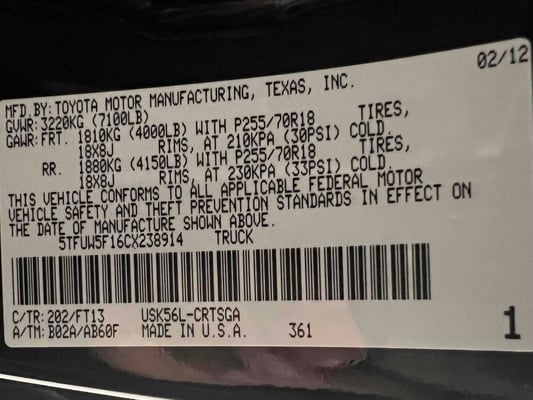 02/12
MFD.BY:TOYOTA MOTOR MANUFACTURING, TEXAS, INC.
GVWR:3220KG (7100LB)
GAWR:FRT. 1810KG (4000LB) WITH P255/70R18 TIRES,
18X8J RIMS, AT 210KPA (30PSI) COLD.
RR. 1880KG (4150LB) WITH P255/70R18 TIRES,
18X8J RIMS, AT 230KPA (33PSI) COLD.
THIS VEHICLE CONFORMS TO ALL APPLICABLE FEDERAL MOTOR
VEHICLE SAFETY AND THEFT PREVENTION STANDARDS IN EFFECT ON
THE DATE OF MANUFACTURE SHOWN ABOVE.
5TFUW5F16CX238914 TRUCK
C/TR:202/FT13 USK56L-CRTSGA
A/TM:B02A/AB60F MADE IN U.S.A. 361
1